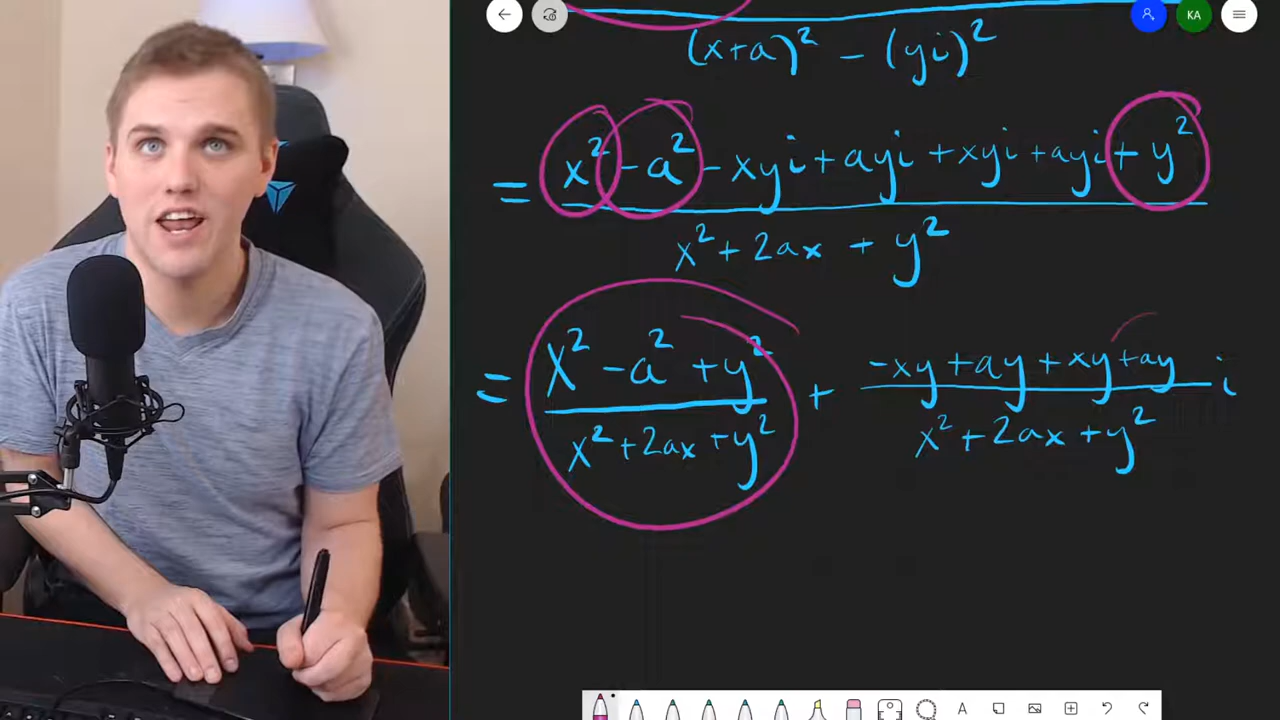 KA
(x+a)² - (yi)²
= x² - a² - xyi + ayi + xyi + ayi + y²
x² + 2ax + y²
= x² - a² + y² + -xy + ay + xy + ay i
x² + 2ax + y² x² + 2ax + y²
A